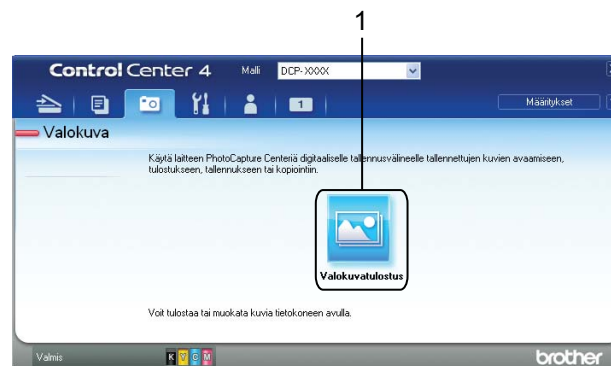 1
Control Center 4 Malli DCP-XXXX
1 Määritykset
Valokuva
Käytä laitteen PhotoCapture Centeriä digitaaliselle tallennusvälineelle tallennettujen kuvien avaamiseen,
tulostukseen, tallennukseen tai kopiointiin.
Valokuvatulostus
Voit tulostaa tai muokata kuvia tietokoneen avulla.
Valmis K Y C M brother